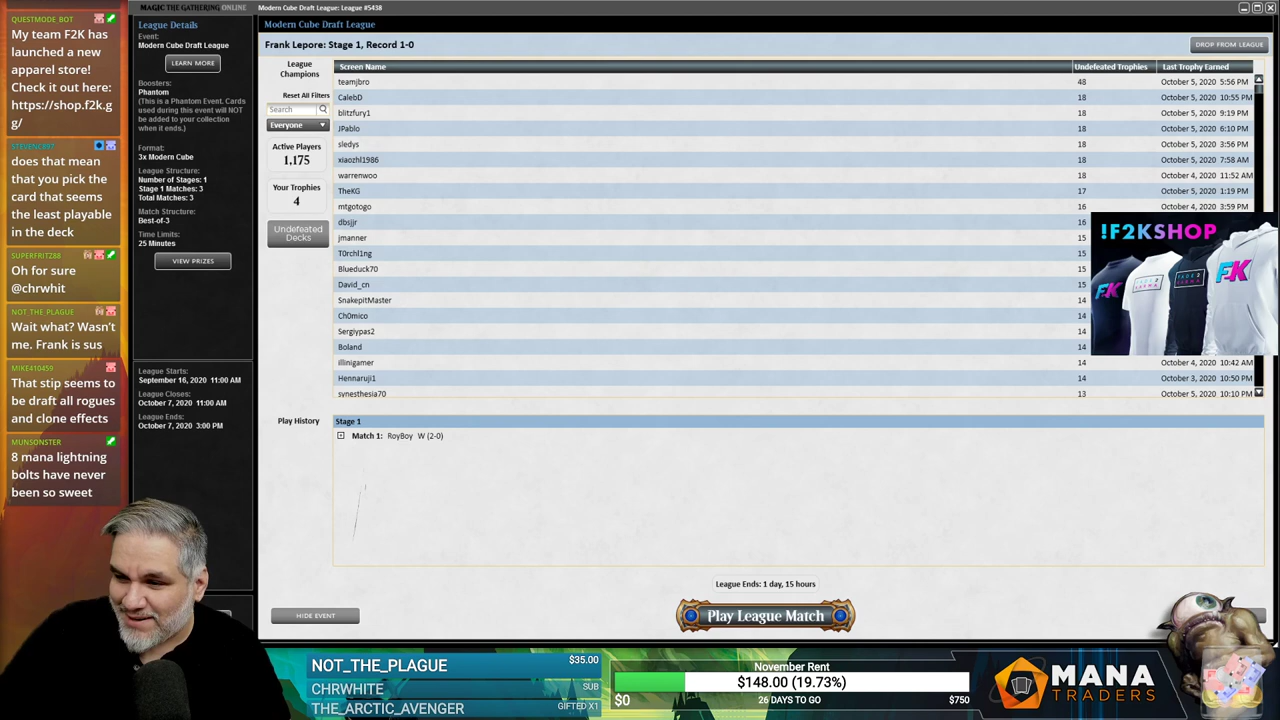 QUESTMODE_BOT
My team F2K has
launched a new
apparel store!
Check it out here:
https://shop.f2k.g
g/
does that mean
that you pick the
card that seems
the least playable
in the deck
SUPERFRITZ88
Oh for sure
@chrwhit
NOT_THE_PLAGUE
Wait what? Wasn't
me. Frank is sus
MIKE410459
That stip seems to
be draft all rogues
and clone effects
MUNSONSTER
8 mana lightning
bolts have never
been so sweet
MAGIC THE GATHERING ONLINE
Modern Cube Draft League: League #5438
League Details
Event:
Modern Cube Draft League
LEARN MORE
Boosters:
Phantom
(This is a Phantom Event. Cards
used during this event will NOT
be added to your collection
when it ends.)
Format:
3x Modern Cube
League Structure:
Number of Stages: 1
Stage 1 Matches: 3
Total Matches: 3
Match Structure:
Best-of-3
Time Limits:
25 Minutes
VIEW PRIZES
League Starts:
September 16, 2020 11:00 AM
League Closes:
October 7, 2020 11:00 AM
League Ends:
October 7, 2020 3:00 PM
Modern Cube Draft League
Frank Lepore: Stage 1, Record 1-0
DROP FROM LEAGUE
League
Champions
Reset All Filters
Search
Everyone
Active Players
1,175
Your Trophies
4
Undefeated
Decks
Screen Name Undefeated Trophies Last Trophy Earned
teamjbro 48 October 5, 2020 5:56 PM
CalebD 18 October 5, 2020 10:55 PM
blitzfury1 18 October 5, 2020 9:19 PM
JPablo 18 October 5, 2020 6:10 PM
sledys 18 October 5, 2020 3:56 PM
xiaozhl1986 18 October 5, 2020 7:58 AM
warrenwoo 18 October 4, 2020 11:52 AM
TheKG 17 October 5, 2020 1:19 PM
mtgotogo 16 October 4, 2020 3:59 PM
dbsjjr 16
jmanner 15
T0rchl1ng 15
Blueduck70 15
David_cn 15
SnakepitMaster 14
Ch0mico 14
Sergiypas2 14
Boland 14
illinigamer 14 October 4, 2020 10:42 AM
Hennaruji1 14 October 3, 2020 10:50 PM
synesthesia70 13 October 5, 2020 10:10 PM
!F2KSHOP
Play History
Stage 1
Match 1: RoyBoy W (2-0)
League Ends: 1 day, 15 hours
HIDE EVENT
Play League Match
NOT_THE_PLAGUE $35.00
CHRWHITE SUB
THE_ARCTIC_AVENGER GIFTED X1
November Rent
$148.00 (19.73%)
$0 26 DAYS TO GO $750
MANA
TRADERS